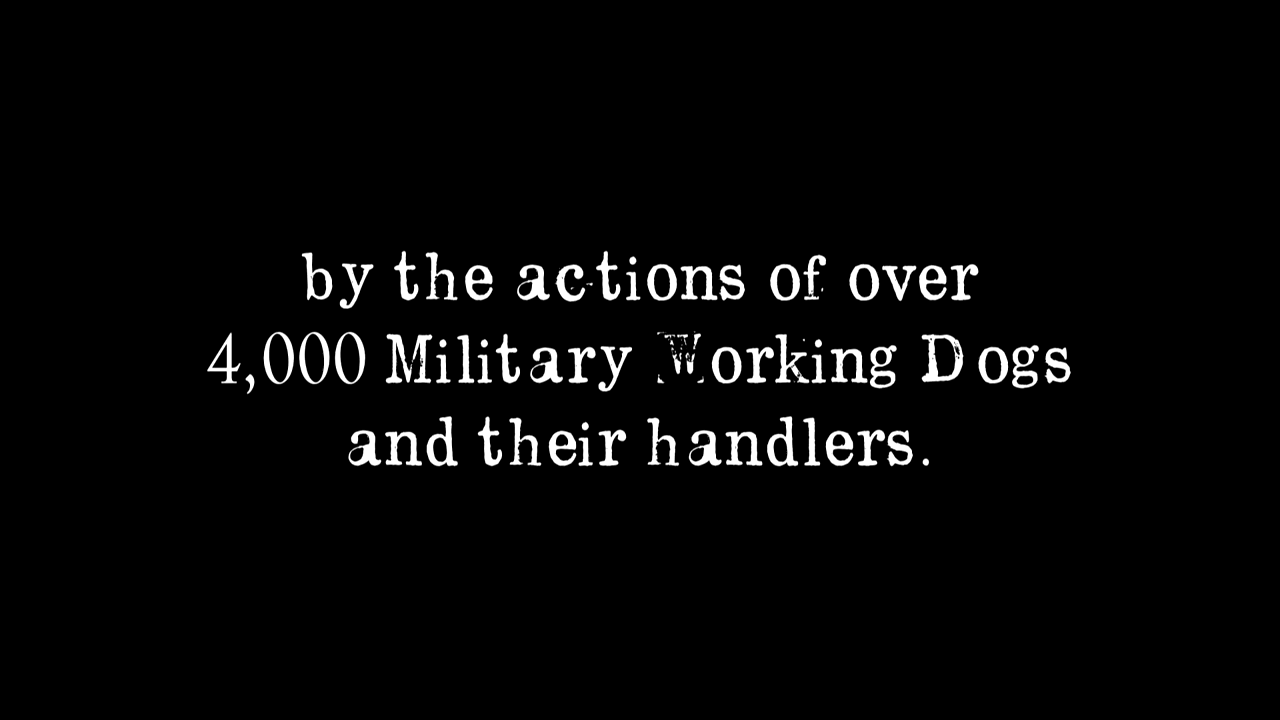 by the actions of over
4,000 Military Working Dogs
and their handlers.